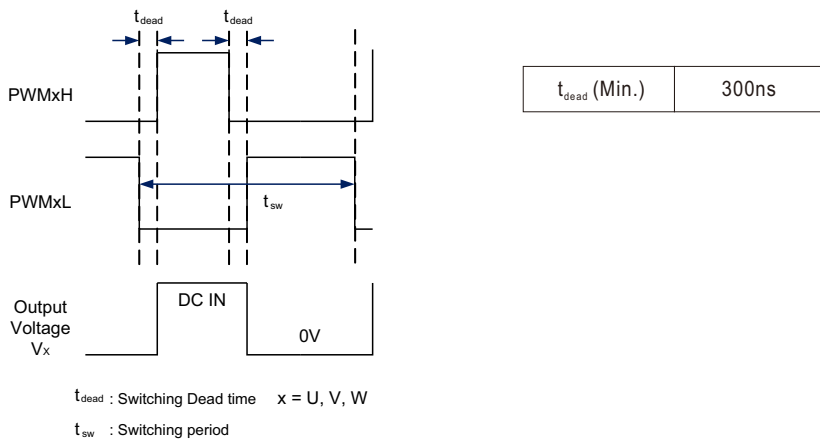 tdead tdead
PWMxH
tdead (Min.) 300ns
PWMxL
tsw
Output
Voltage
Vx
DC IN
0V
tdead : Switching Dead time x = U, V, W
tsw : Switching period